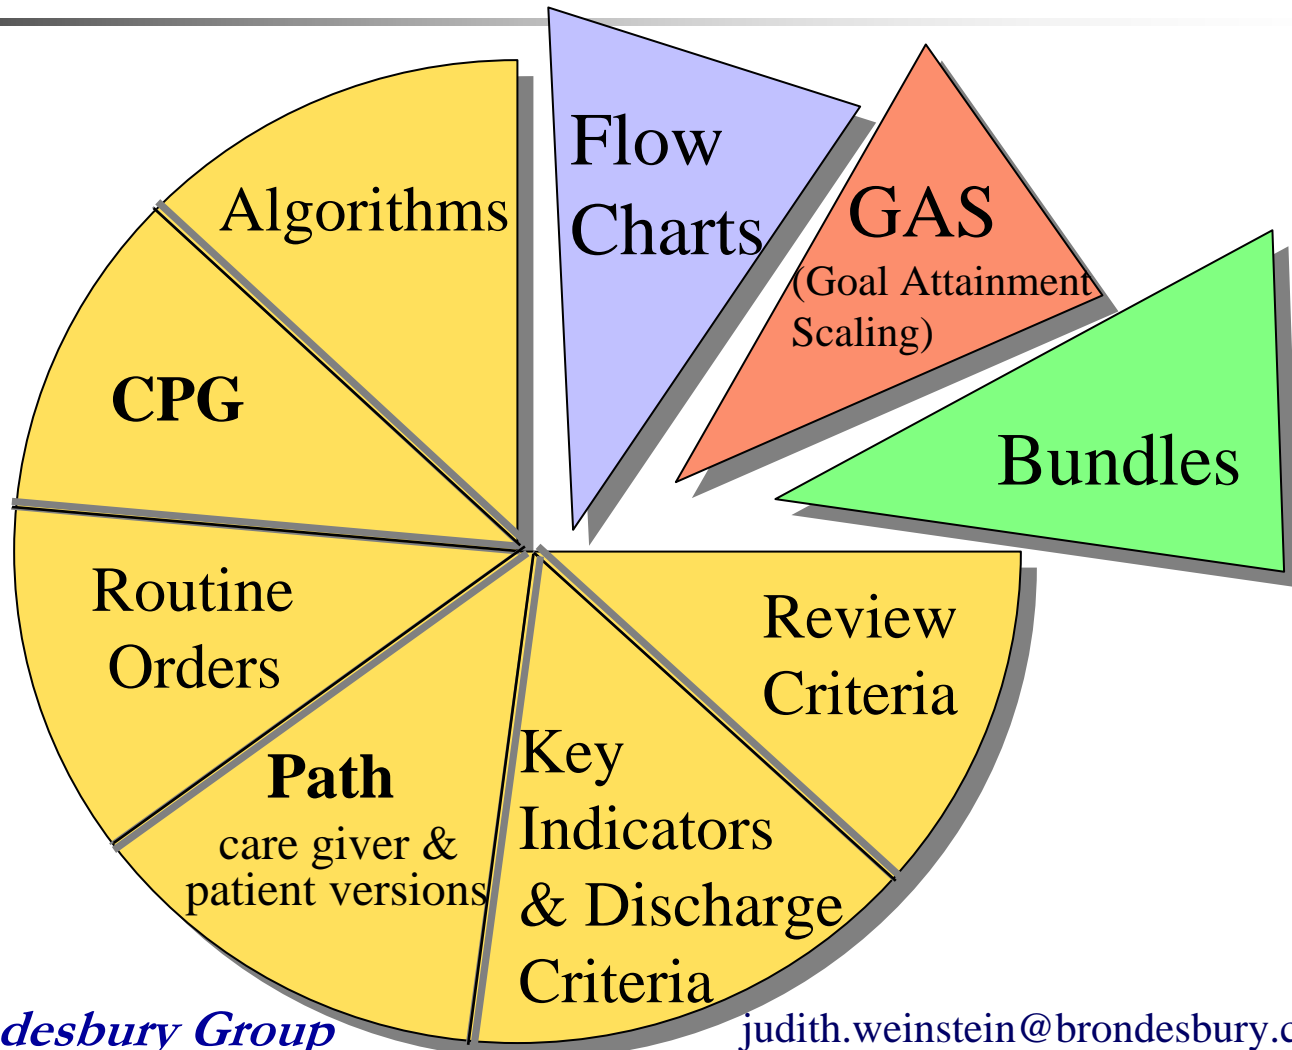 Flow
Charts
GAS
(Goal Attainment
Scaling)
Bundles
Algorithms
CPG
Routine
Orders
Path
care giver &
patient versions
Key
Indicators
& Discharge
Criteria
Review
Criteria
desbury Group
judith.weinstein@brondesbury.c